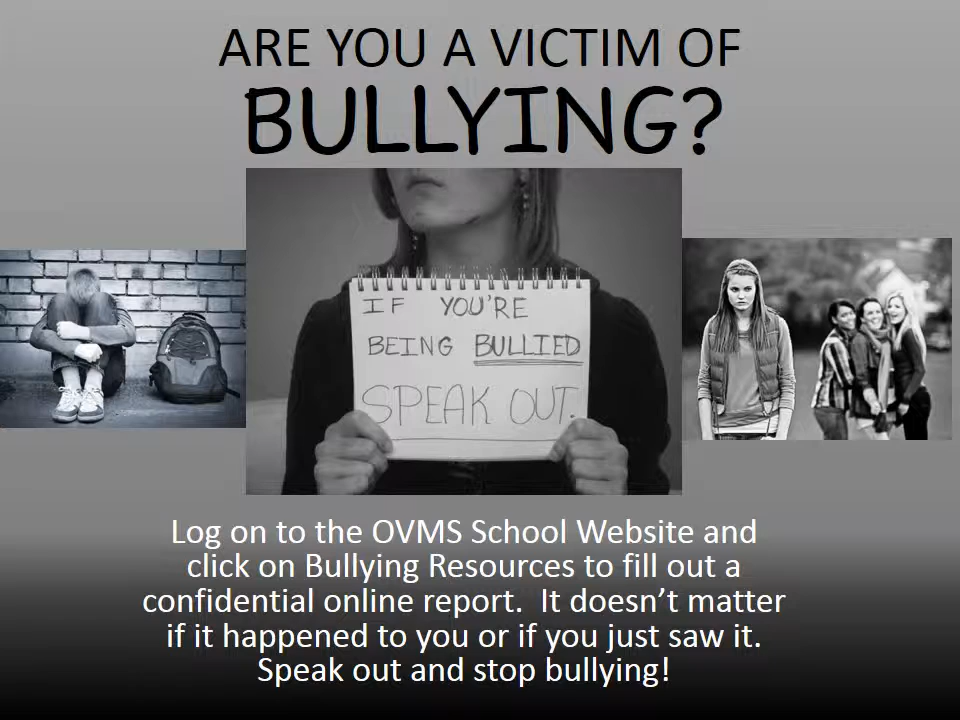 ARE YOU A VICTIM OF
BULLYING?
IF YOU'RE
BEING BULLIED
SPEAK OUT.
Log on to the OVMS School Website and
click on Bullying Resources to fill out a
confidential online report.  It doesn't matter
if it happened to you or if you just saw it.
Speak out and stop bullying!